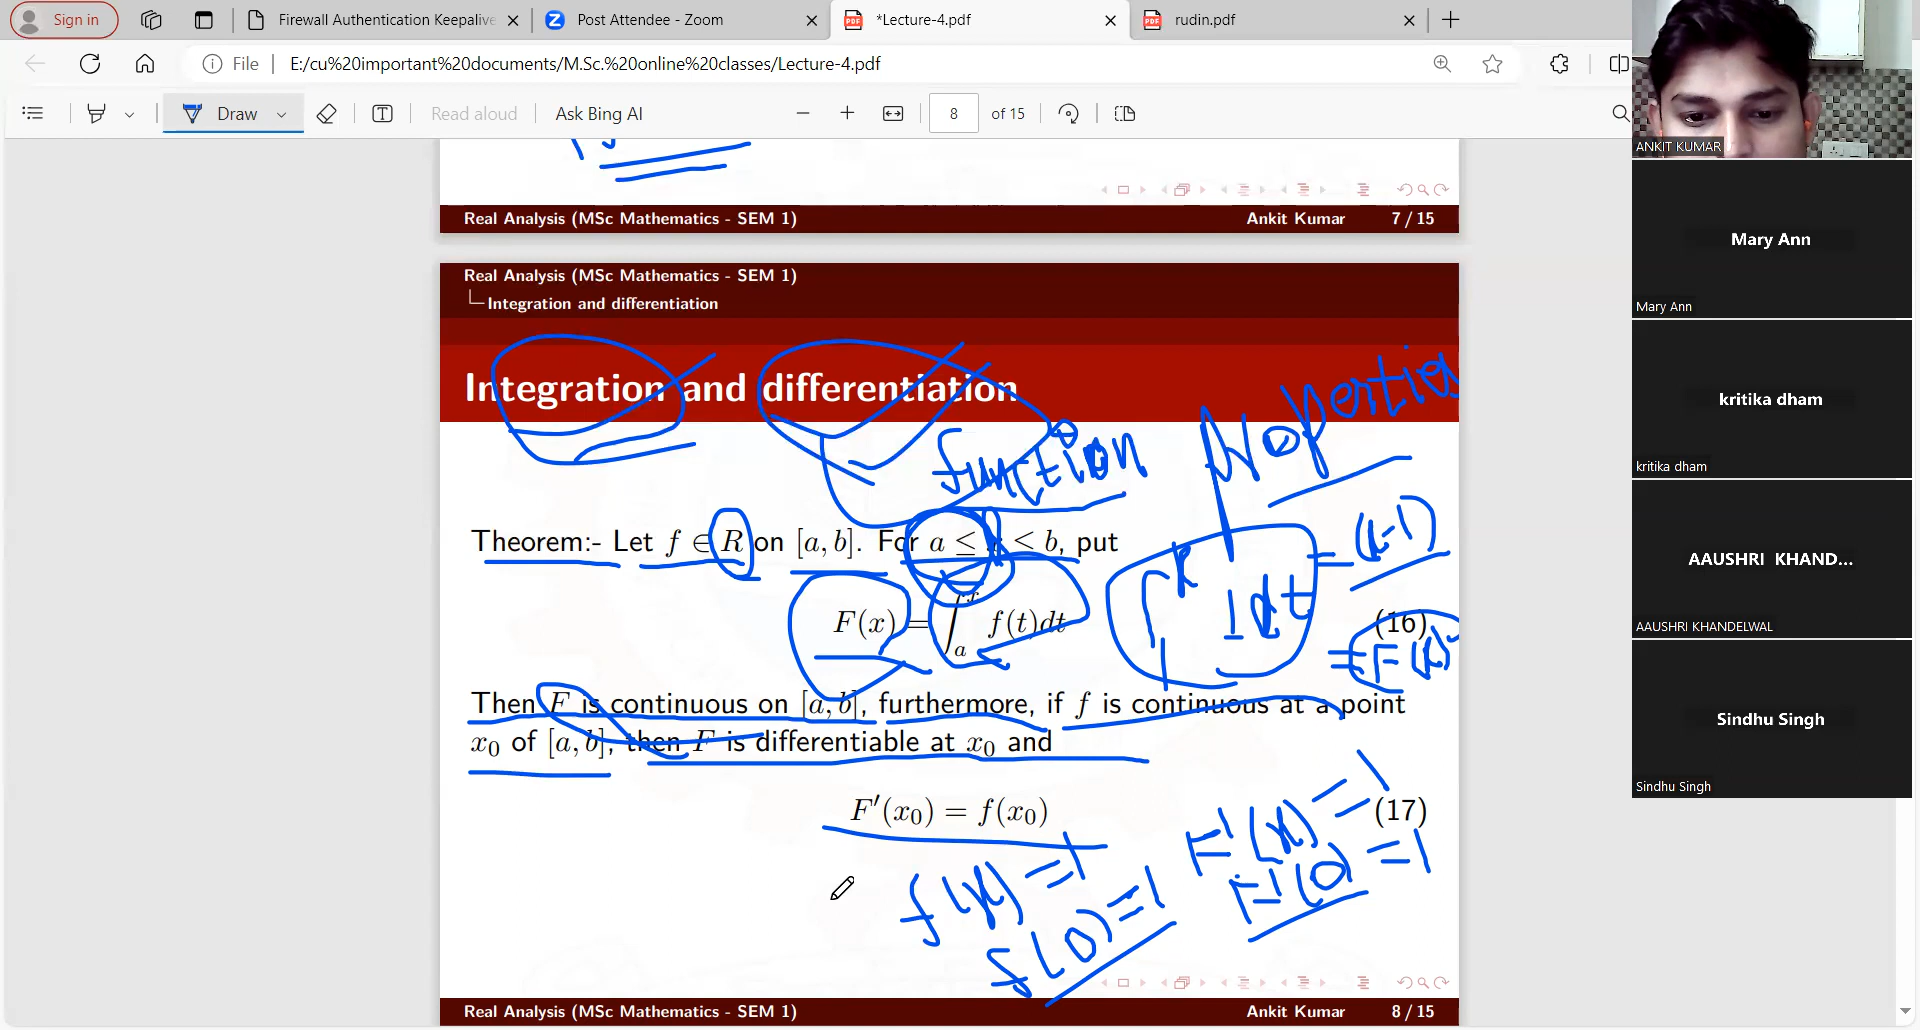 Sign in
Firewall Authentication Keepalive
Post Attendee - Zoom
*Lecture-4.pdf
rudin.pdf
File
E:/cu%20important%20documents/M.Sc.%20online%20classes/Lecture-4.pdf
Draw
Read aloud
Ask Bing AI
8 of 15
Real Analysis (MSc Mathematics - SEM 1) Ankit Kumar 7 / 15
Real Analysis (MSc Mathematics - SEM 1)
Integration and differentiation
Integration and differentiation
Properties
function
Theorem:- Let f ∈ R on [a, b]. For a ≤ x ≤ b, put
F(x) = ∫ₐˣ f(t)dt (16)
∫₁ˣ 1dt = (x-1)
= F(x)
Then F is continuous on [a, b], furthermore, if f is continuous at a point
x₀ of [a, b], then F is differentiable at x₀ and
F′(x₀) = f(x₀) (17)
F'(x) = 1
F'(0) = 1
f(x) = 1
f(0) = 1
Real Analysis (MSc Mathematics - SEM 1) Ankit Kumar 8 / 15
ANKIT KUMAR
Mary Ann
Mary Ann
kritika dham
kritika dham
AAUSHRI KHAND...
AAUSHRI KHANDELWAL
Sindhu Singh
Sindhu Singh